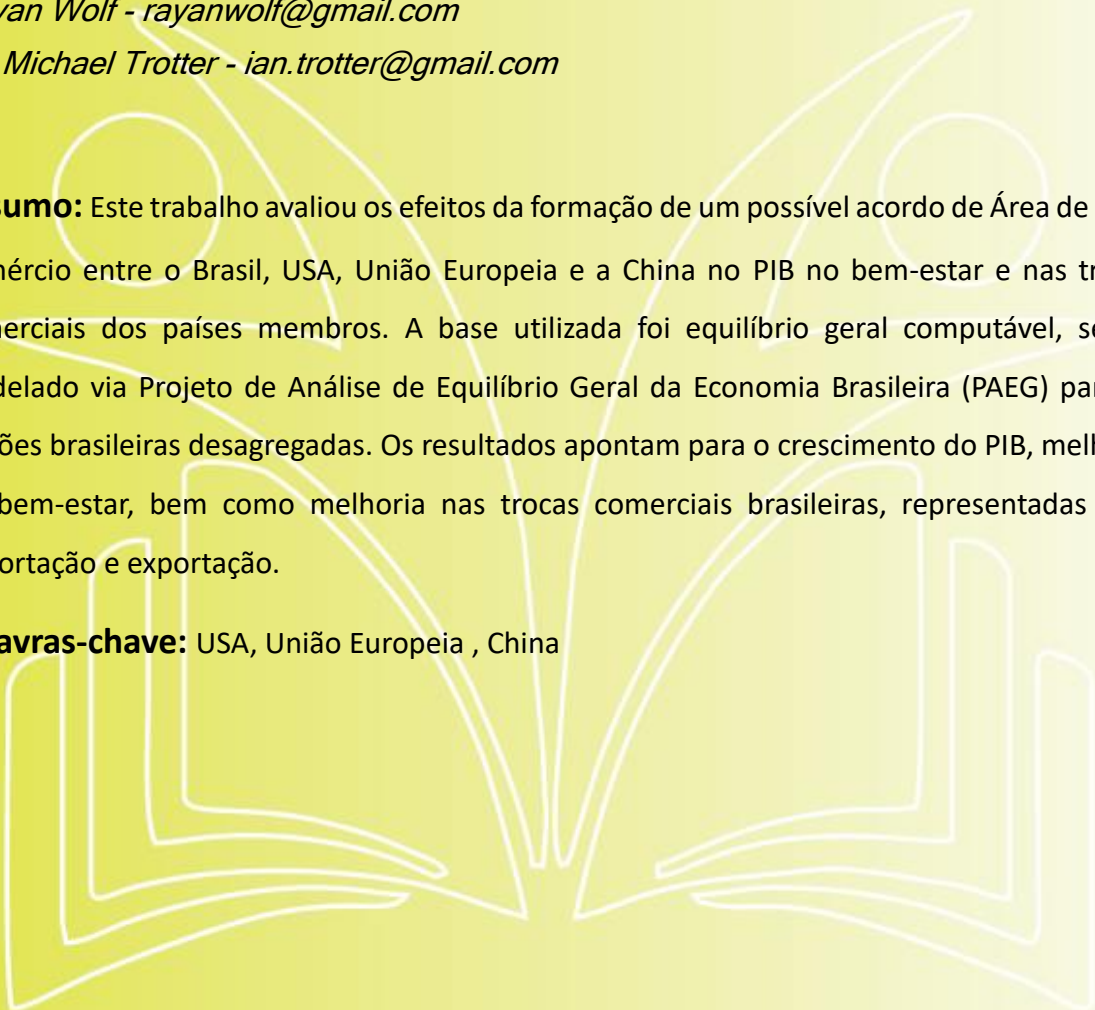 van Wolf - rayanwolf@gmail.com
Michael Trotter - ian.trotter@gmail.com
sumo: Este trabalho avaliou os efeitos da formação de um possível acordo de Área de
mércio entre o Brasil, USA, União Europeia e a China no PIB no bem-estar e nas tr
nerciais dos países membros. A base utilizada foi equilíbrio geral computável, se
delado via Projeto de Análise de Equilíbrio Geral da Economia Brasileira (PAEG) par
ões brasileiras desagregadas. Os resultados apontam para o crescimento do PIB, melh
bem-estar, bem como melhoria nas trocas comerciais brasileiras, representadas
ortação e exportação.
avras-chave: USA, União Europeia , China